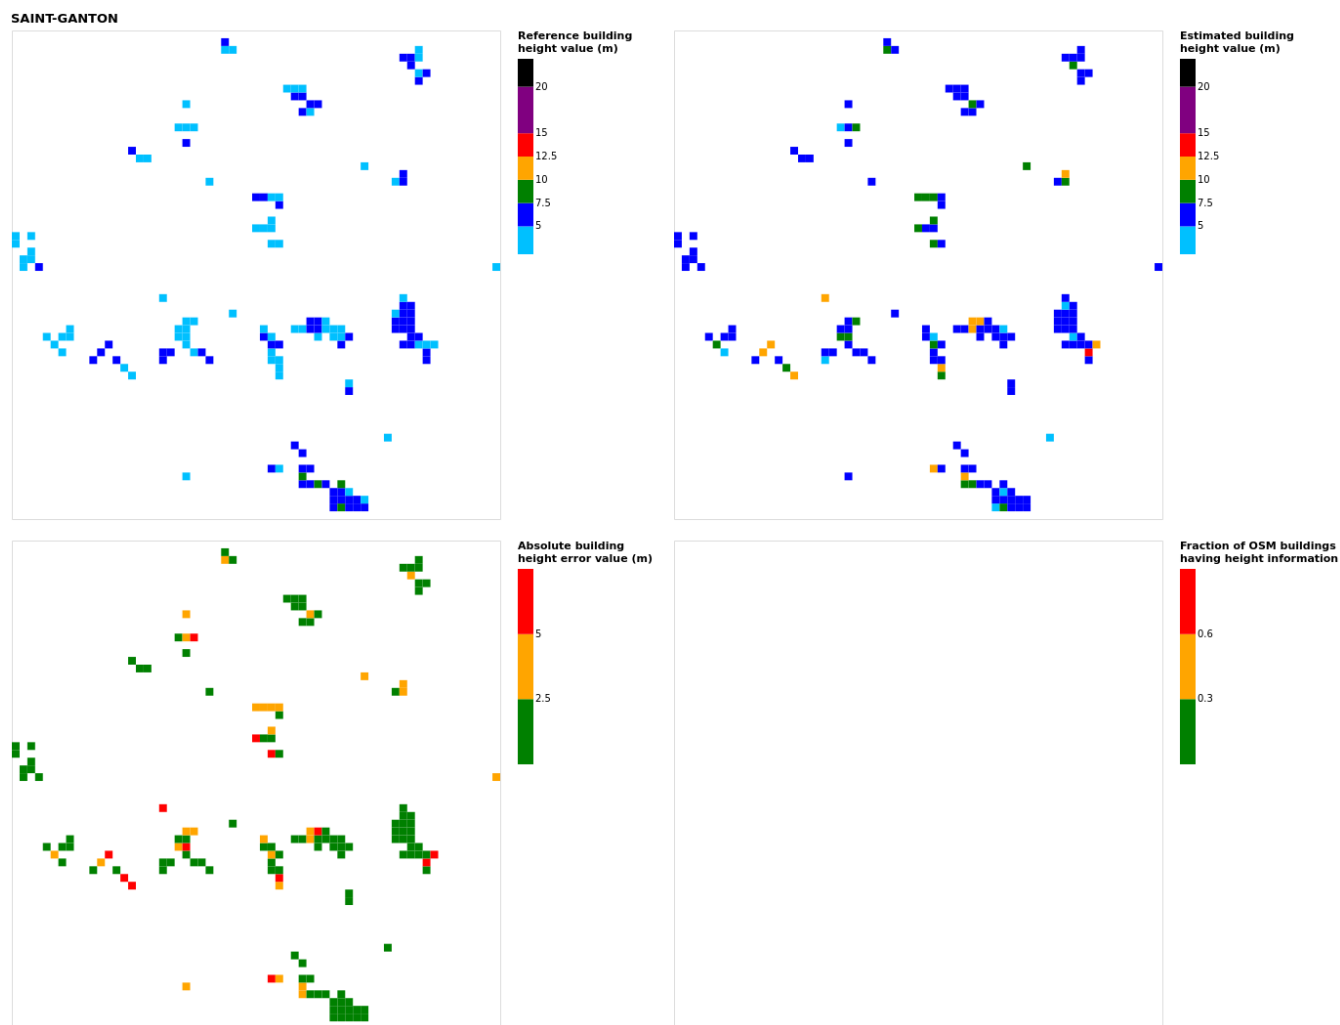 SAINT-GANTON
Reference building
height value (m)
20
15
12.5
10
7.5
5
Estimated building
height value (m)
20
15
12.5
10
7.5
5
Absolute building
height error value (m)
5
2.5
Fraction of OSM buildings
having height information
0.6
0.3